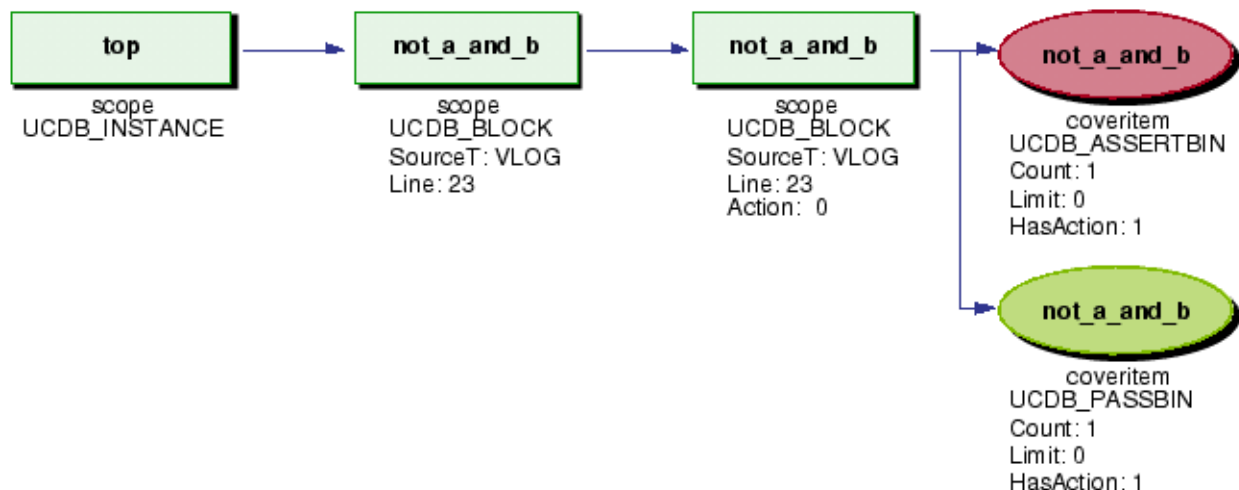 top
scope
UCDB_INSTANCE
not_a_and_b
scope
UCDB_BLOCK
SourceT: VLOG
Line: 23
not_a_and_b
scope
UCDB_BLOCK
SourceT: VLOG
Line: 23
Action: 0
not_a_and_b
coveritem
UCDB_ASSERTBIN
Count: 1
Limit: 0
HasAction: 1
not_a_and_b
coveritem
UCDB_PASSBIN
Count: 1
Limit: 0
HasAction: 1